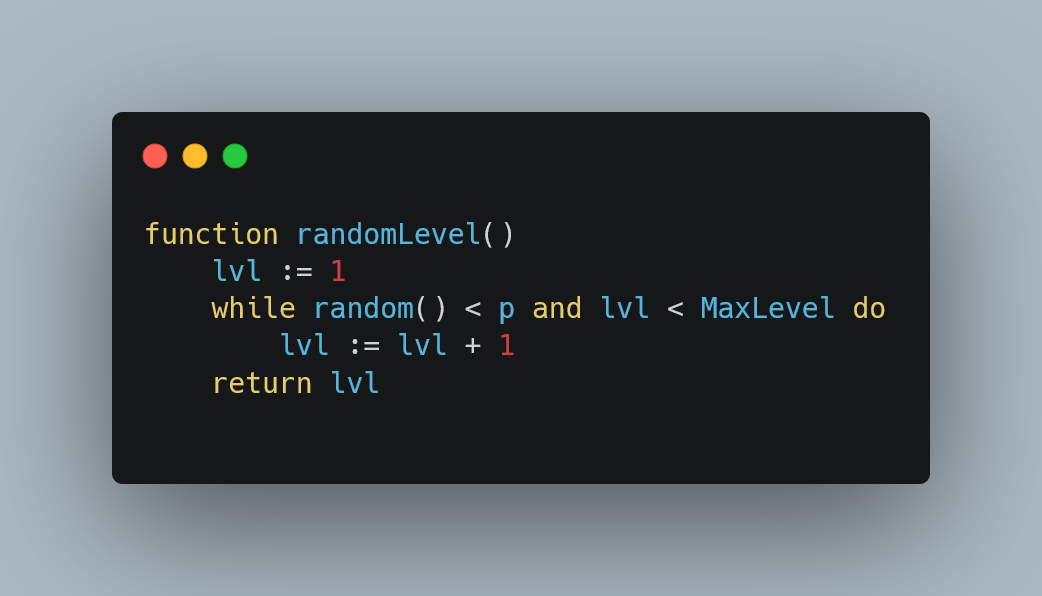 function randomLevel()
    lvl := 1
    while random() < p and lvl < MaxLevel do
        lvl := lvl + 1
    return lvl